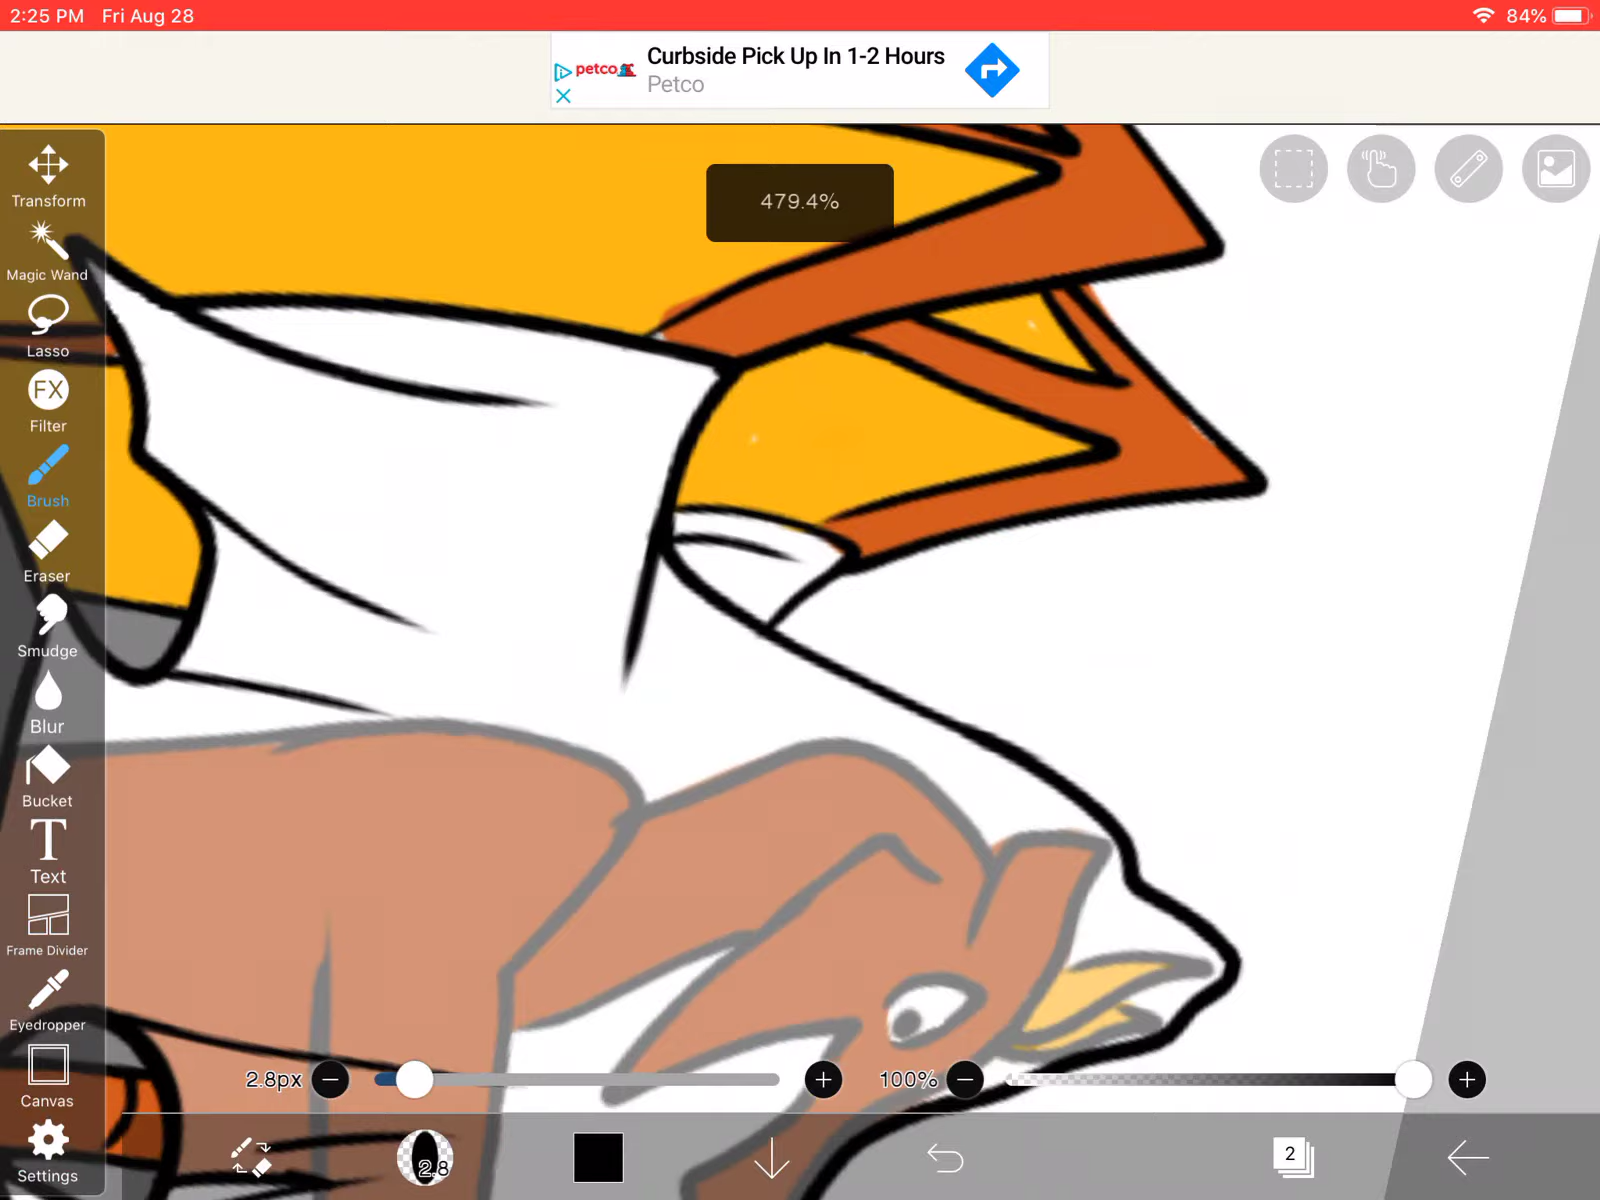 2:25 PM Fri Aug 28
84%
petco
Curbside Pick Up In 1-2 Hours
Petco
479.4%
Transform
Magic Wand
Lasso
FX
Filter
Brush
Eraser
Smudge
Blur
Bucket
T
Text
Frame Divider
Eyedropper
Canvas
Settings
2.8px
100%
2.8
2